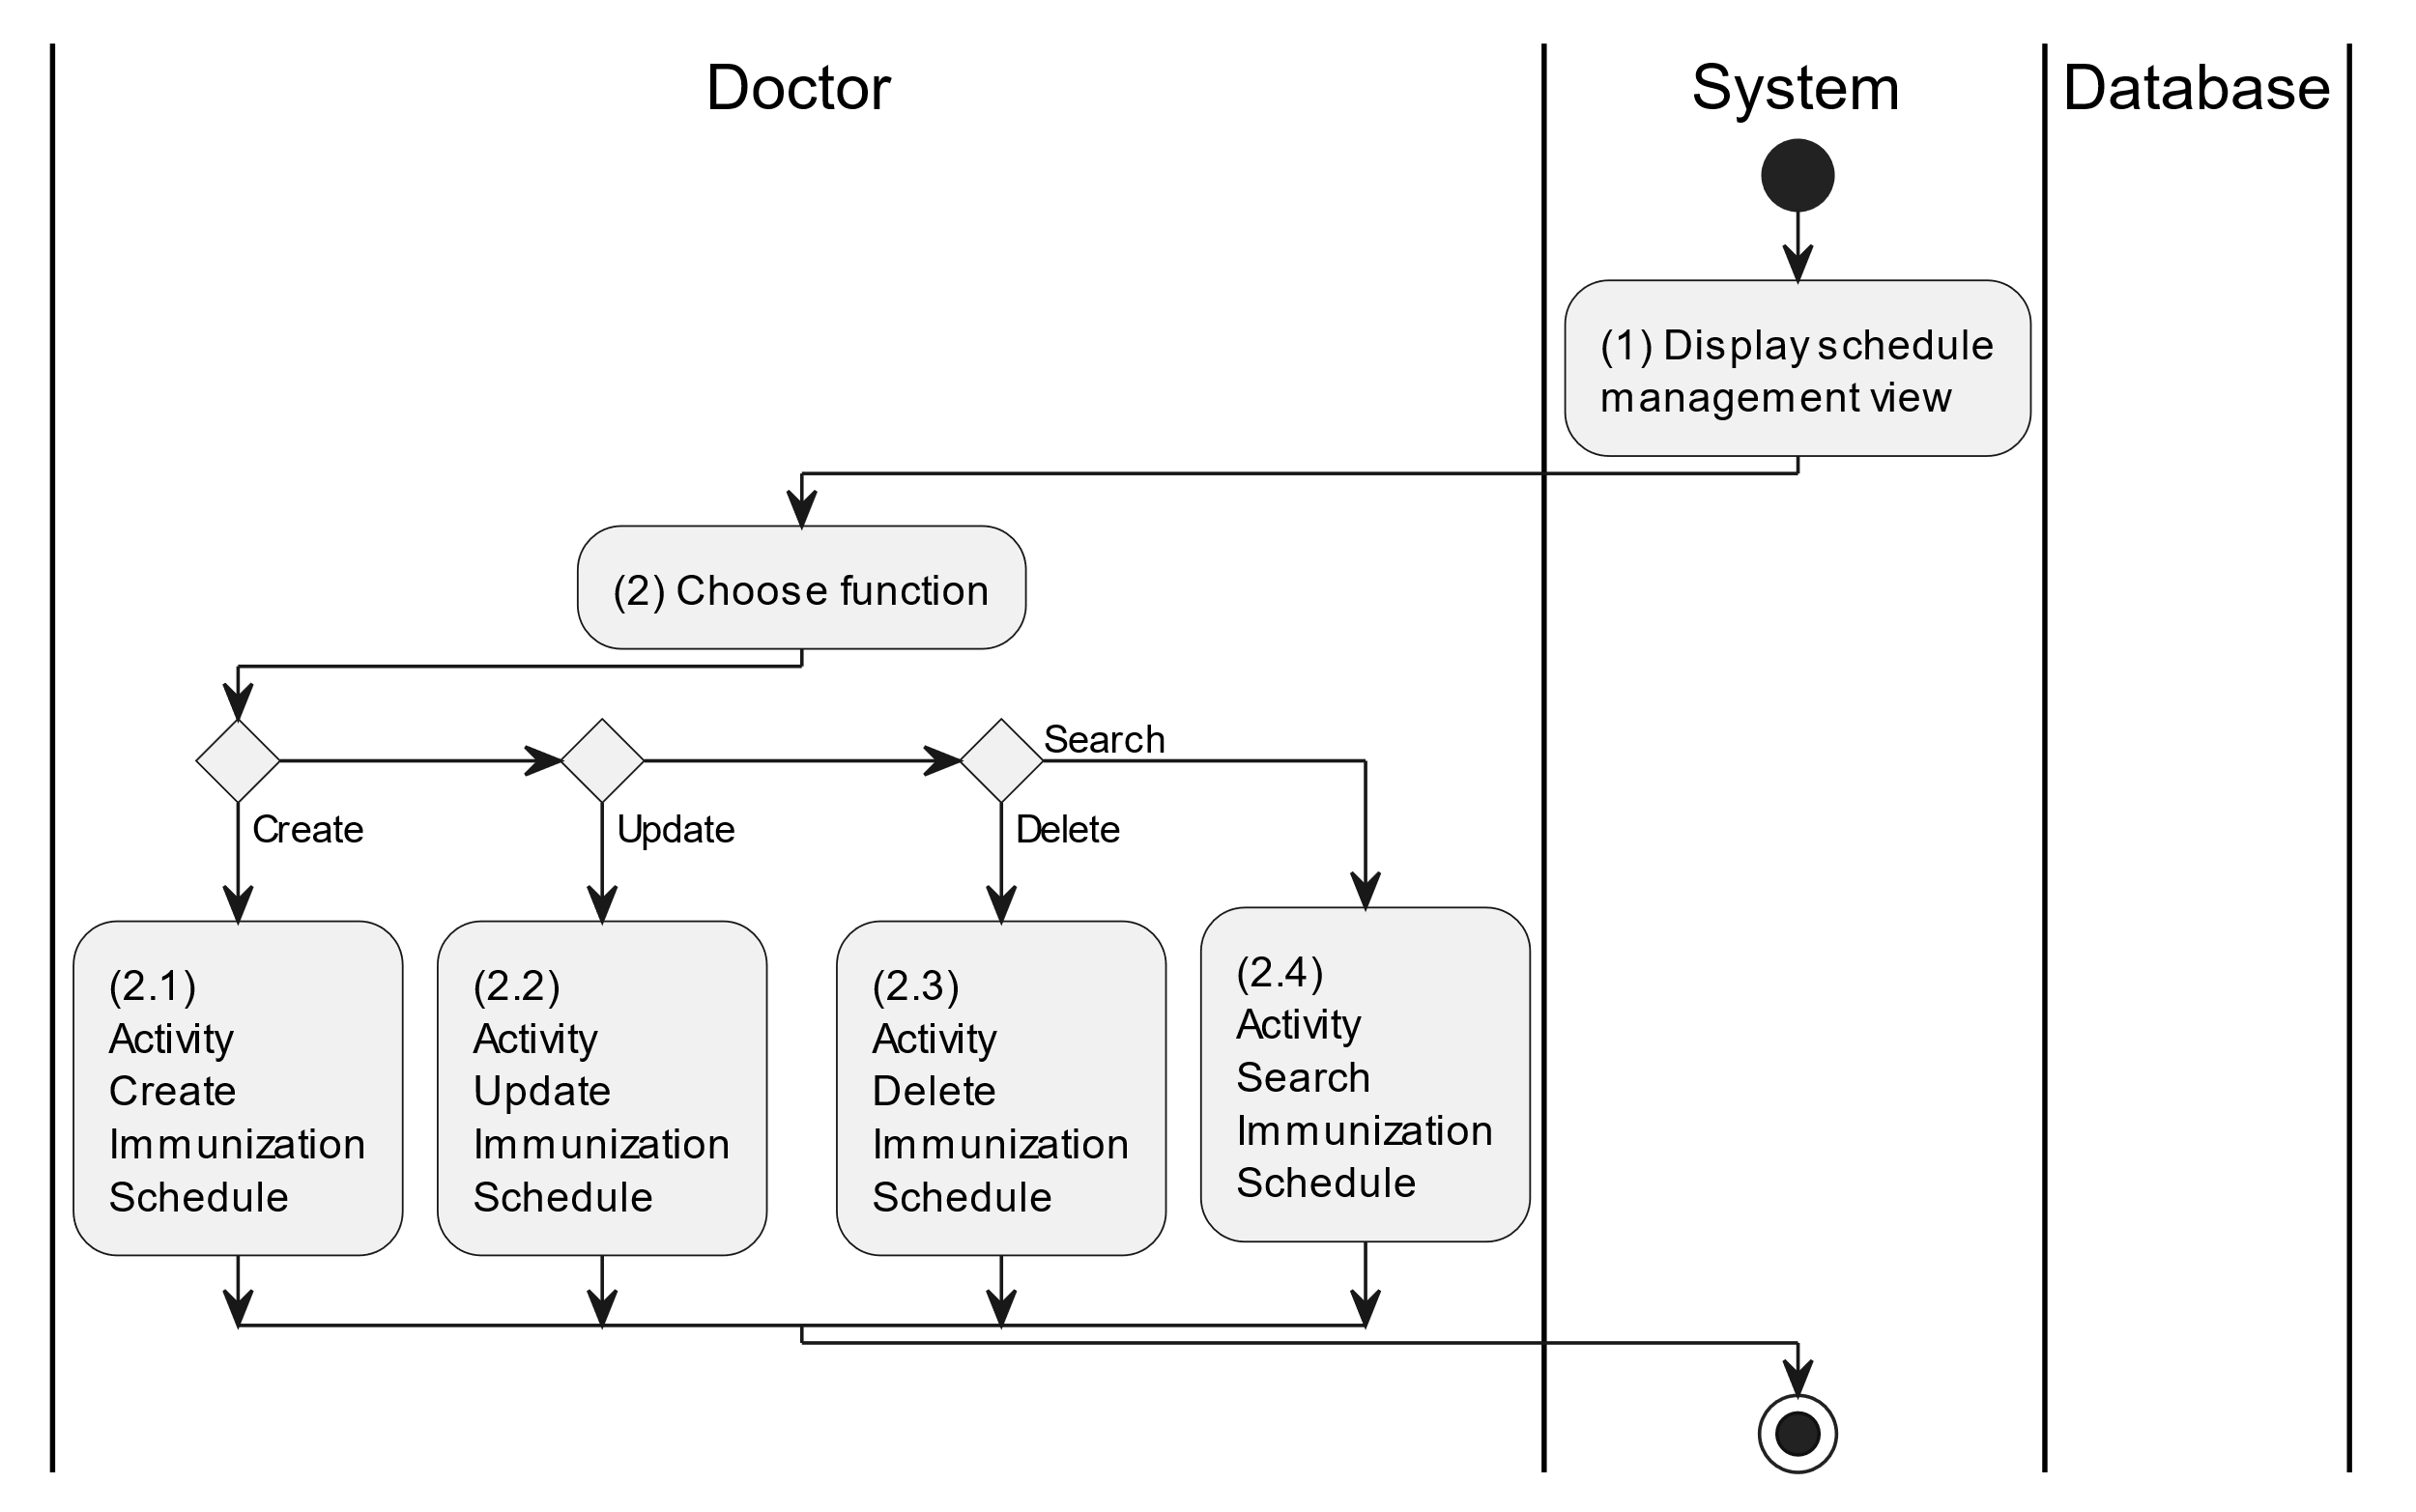 Doctor
System
Database
(1) Display schedule
management view
(2) Choose function
Search
Create
Update
Delete
(2.1)
Activity
Create
Immunization
Schedule
(2.2)
Activity
Update
Immunization
Schedule
(2.3)
Activity
Delete
Immunization
Schedule
(2.4)
Activity
Search
Immunization
Schedule